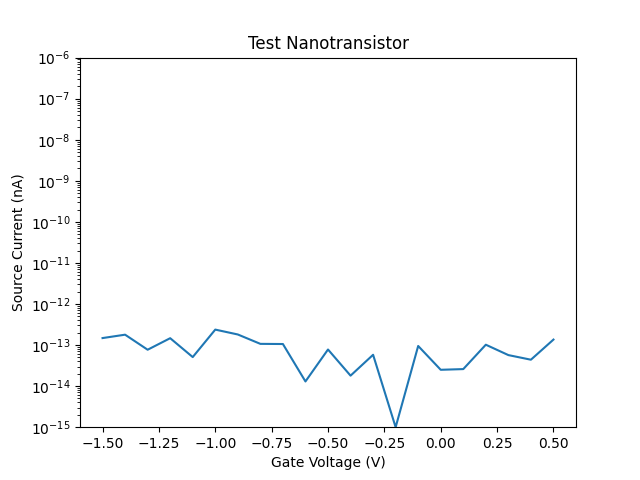 Test Nanotransistor
10⁻⁶
10⁻⁷
10⁻⁸
10⁻⁹
10⁻¹⁰
10⁻¹¹
10⁻¹²
10⁻¹³
10⁻¹⁴
10⁻¹⁵
Source Current (nA)
−1.50 −1.25 −1.00 −0.75 −0.50 −0.25 0.00 0.25 0.50
Gate Voltage (V)